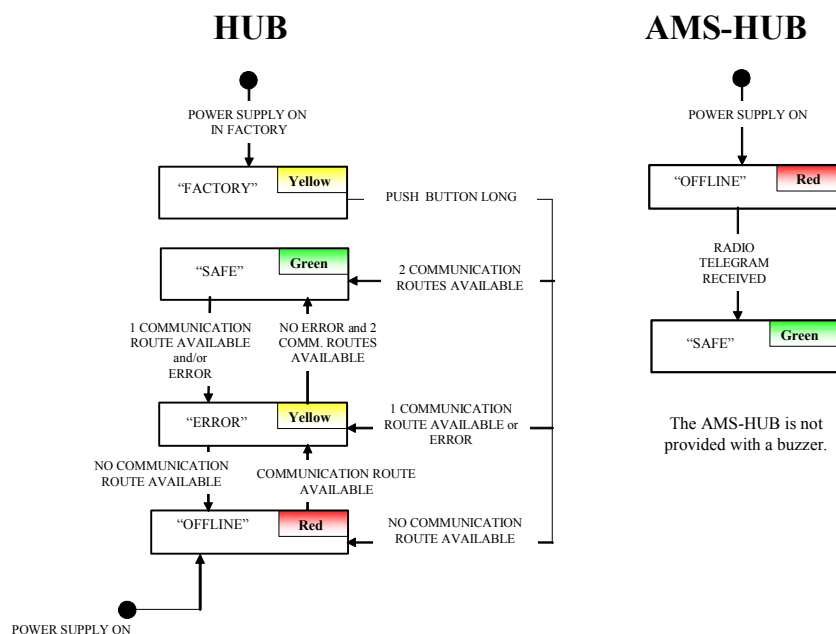 HUB
AMS-HUB
POWER SUPPLY ON
IN FACTORY
POWER SUPPLY ON
“FACTORY”
Yellow
“OFFLINE”
Red
PUSH BUTTON LONG
“SAFE”
Green
2 COMMUNICATION
ROUTES AVAILABLE
RADIO
TELEGRAM
RECEIVED
1 COMMUNICATION
ROUTE AVAILABLE
and/or
ERROR
NO ERROR and 2
COMM. ROUTES
AVAILABLE
“SAFE”
Green
“ERROR”
Yellow
1 COMMUNICATION
ROUTE AVAILABLE or
ERROR
The AMS-HUB is not
provided with a buzzer.
NO COMMUNICATION
ROUTE AVAILABLE
COMMUNICATION ROUTE
AVAILABLE
“OFFLINE”
Red
NO COMMUNICATION
ROUTE AVAILABLE
POWER SUPPLY ON